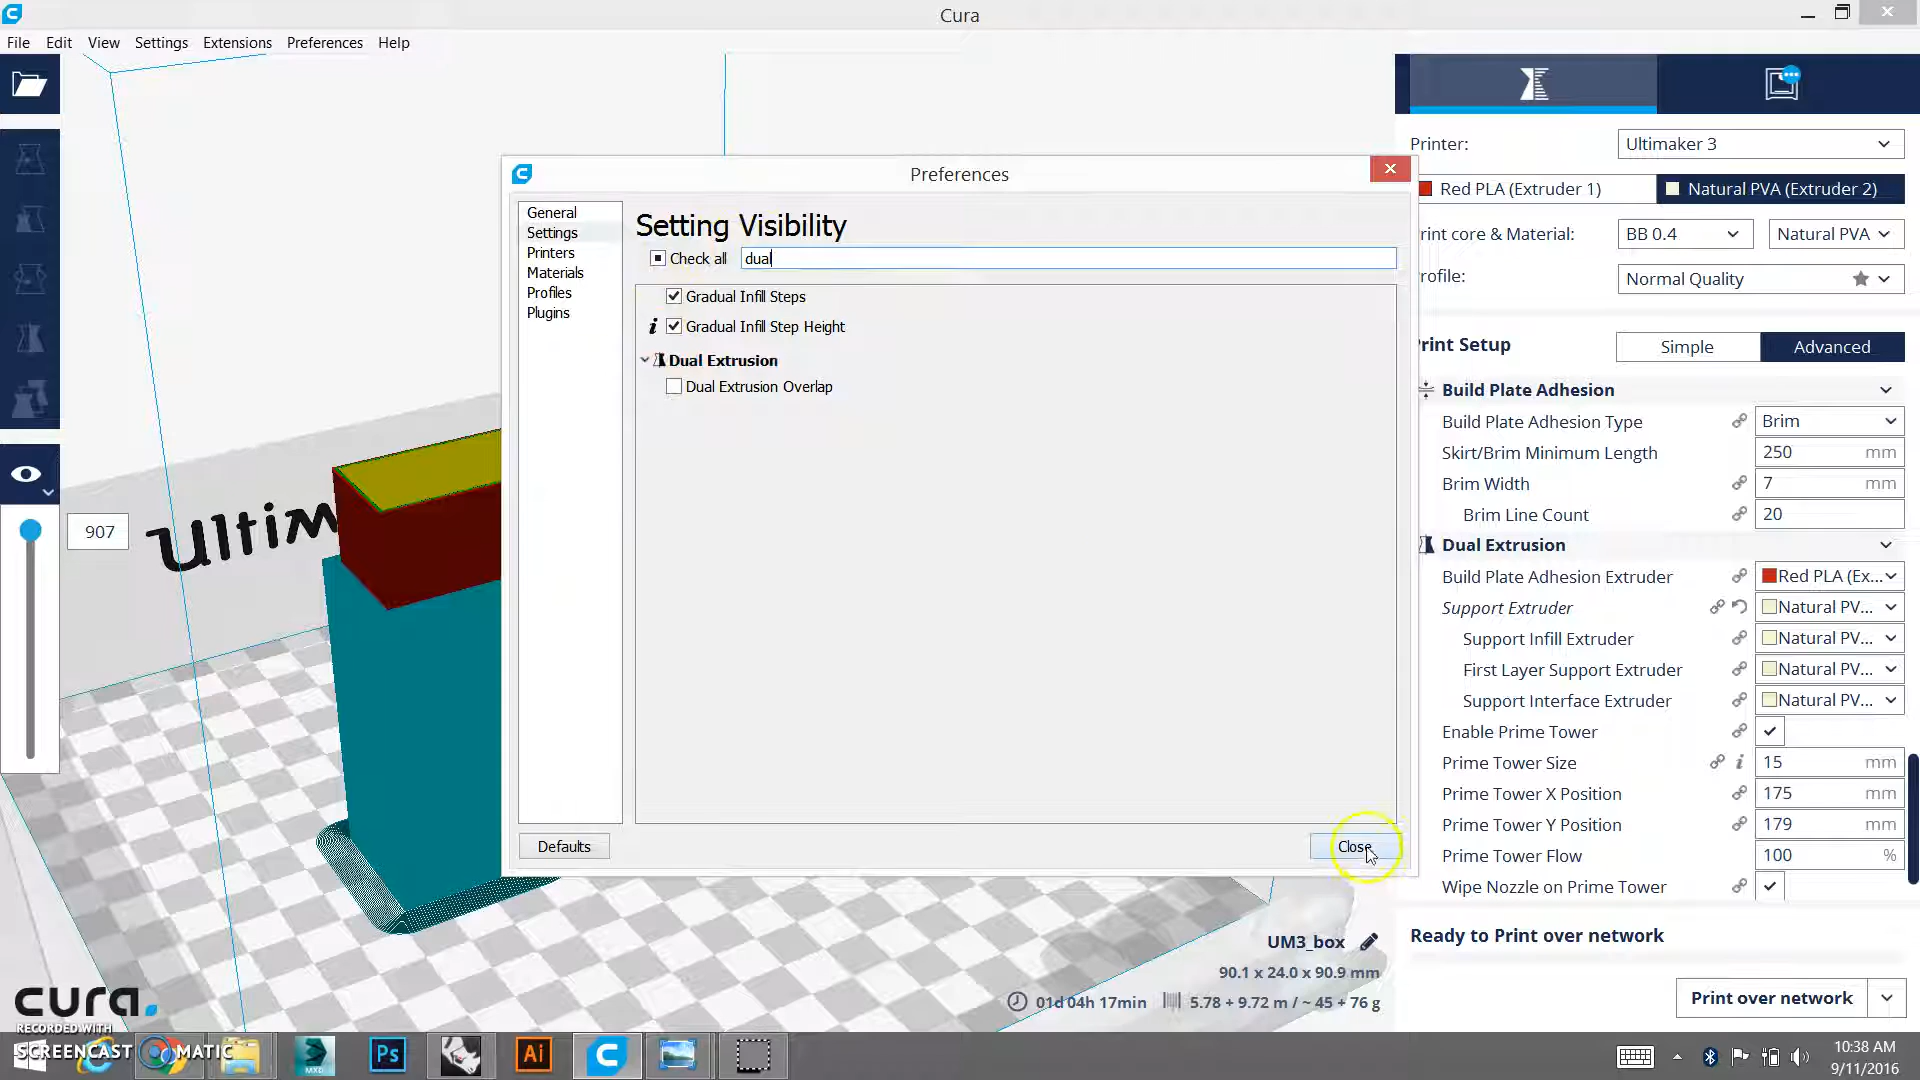 Cura
File Edit View Settings Extensions Preferences Help
Printer: Ultimaker 3
Preferences
Red PLA (Extruder 1) Natural PVA (Extruder 2)
General
Settings
Printers
Materials
Profiles
Plugins
Setting Visibility
Check all dual
Gradual Infill Steps
i Gradual Infill Step Height
Dual Extrusion
Dual Extrusion Overlap
Defaults
Close
rint core & Material: BB 0.4 Natural PVA
rofile: Normal Quality
rint Setup Simple Advanced
Build Plate Adhesion
Build Plate Adhesion Type Brim
Skirt/Brim Minimum Length 250 mm
Brim Width 7 mm
Brim Line Count 20
Dual Extrusion
Build Plate Adhesion Extruder Red PLA (Ex...
Support Extruder Natural PV...
Support Infill Extruder Natural PV...
First Layer Support Extruder Natural PV...
Support Interface Extruder Natural PV...
Enable Prime Tower
Prime Tower Size i 15 mm
Prime Tower X Position 175 mm
Prime Tower Y Position 179 mm
Prime Tower Flow 100 %
Wipe Nozzle on Prime Tower
907
Ultim
UM3_box
90.1 x 24.0 x 90.9 mm
01d 04h 17min 5.78 + 9.72 m / ~ 45 + 76 g
Ready to Print over network
Print over network
cura.
RECORDED WITH
SCREENCAST MATIC
MXD
Ps
Ai
10:38 AM
9/11/2016